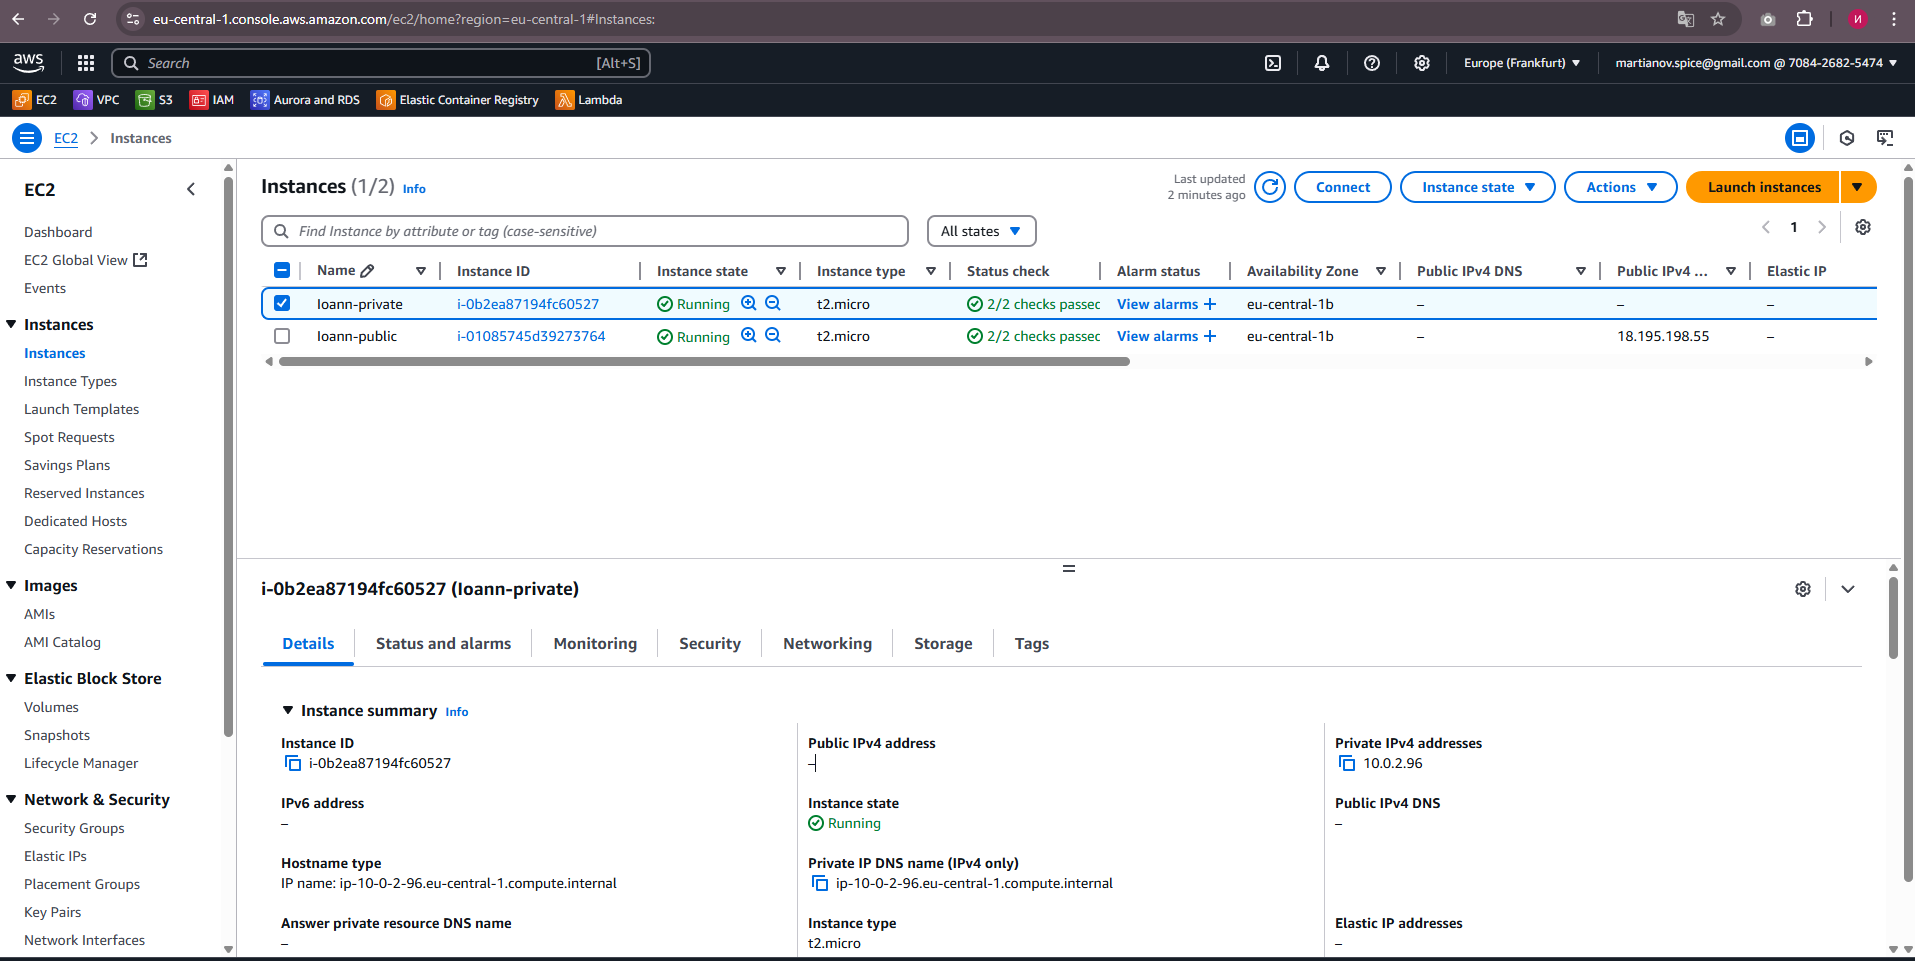 eu-central-1.console.aws.amazon.com/ec2/home?region=eu-central-1#Instances:
И
aws
Search
[Alt+S]
Europe (Frankfurt)
martianov.spice@gmail.com @ 7084-2682-5474
EC2 VPC S3 IAM Aurora and RDS Elastic Container Registry Lambda
EC2 Instances
EC2
Dashboard
EC2 Global View
Events
Instances
Instances
Instance Types
Launch Templates
Spot Requests
Savings Plans
Reserved Instances
Dedicated Hosts
Capacity Reservations
Images
AMIs
AMI Catalog
Elastic Block Store
Volumes
Snapshots
Lifecycle Manager
Network & Security
Security Groups
Elastic IPs
Placement Groups
Key Pairs
Network Interfaces
Instances (1/2) Info
Last updated
2 minutes ago
Connect
Instance state
Actions
Launch instances
Find Instance by attribute or tag (case-sensitive)
All states
1
Name Instance ID Instance state Instance type Status check Alarm status Availability Zone Public IPv4 DNS Public IPv4 ... Elastic IP
Ioann-private i-0b2ea87194fc60527 Running t2.micro 2/2 checks passec View alarms + eu-central-1b – – –
Ioann-public i-01085745d39273764 Running t2.micro 2/2 checks passec View alarms + eu-central-1b – 18.195.198.55 –
i-0b2ea87194fc60527 (Ioann-private)
Details Status and alarms Monitoring Security Networking Storage Tags
Instance summary Info
Instance ID
i-0b2ea87194fc60527
Public IPv4 address
–
Private IPv4 addresses
10.0.2.96
IPv6 address
–
Instance state
Running
Public IPv4 DNS
–
Hostname type
IP name: ip-10-0-2-96.eu-central-1.compute.internal
Private IP DNS name (IPv4 only)
ip-10-0-2-96.eu-central-1.compute.internal
Answer private resource DNS name
–
Instance type
t2.micro
Elastic IP addresses
–